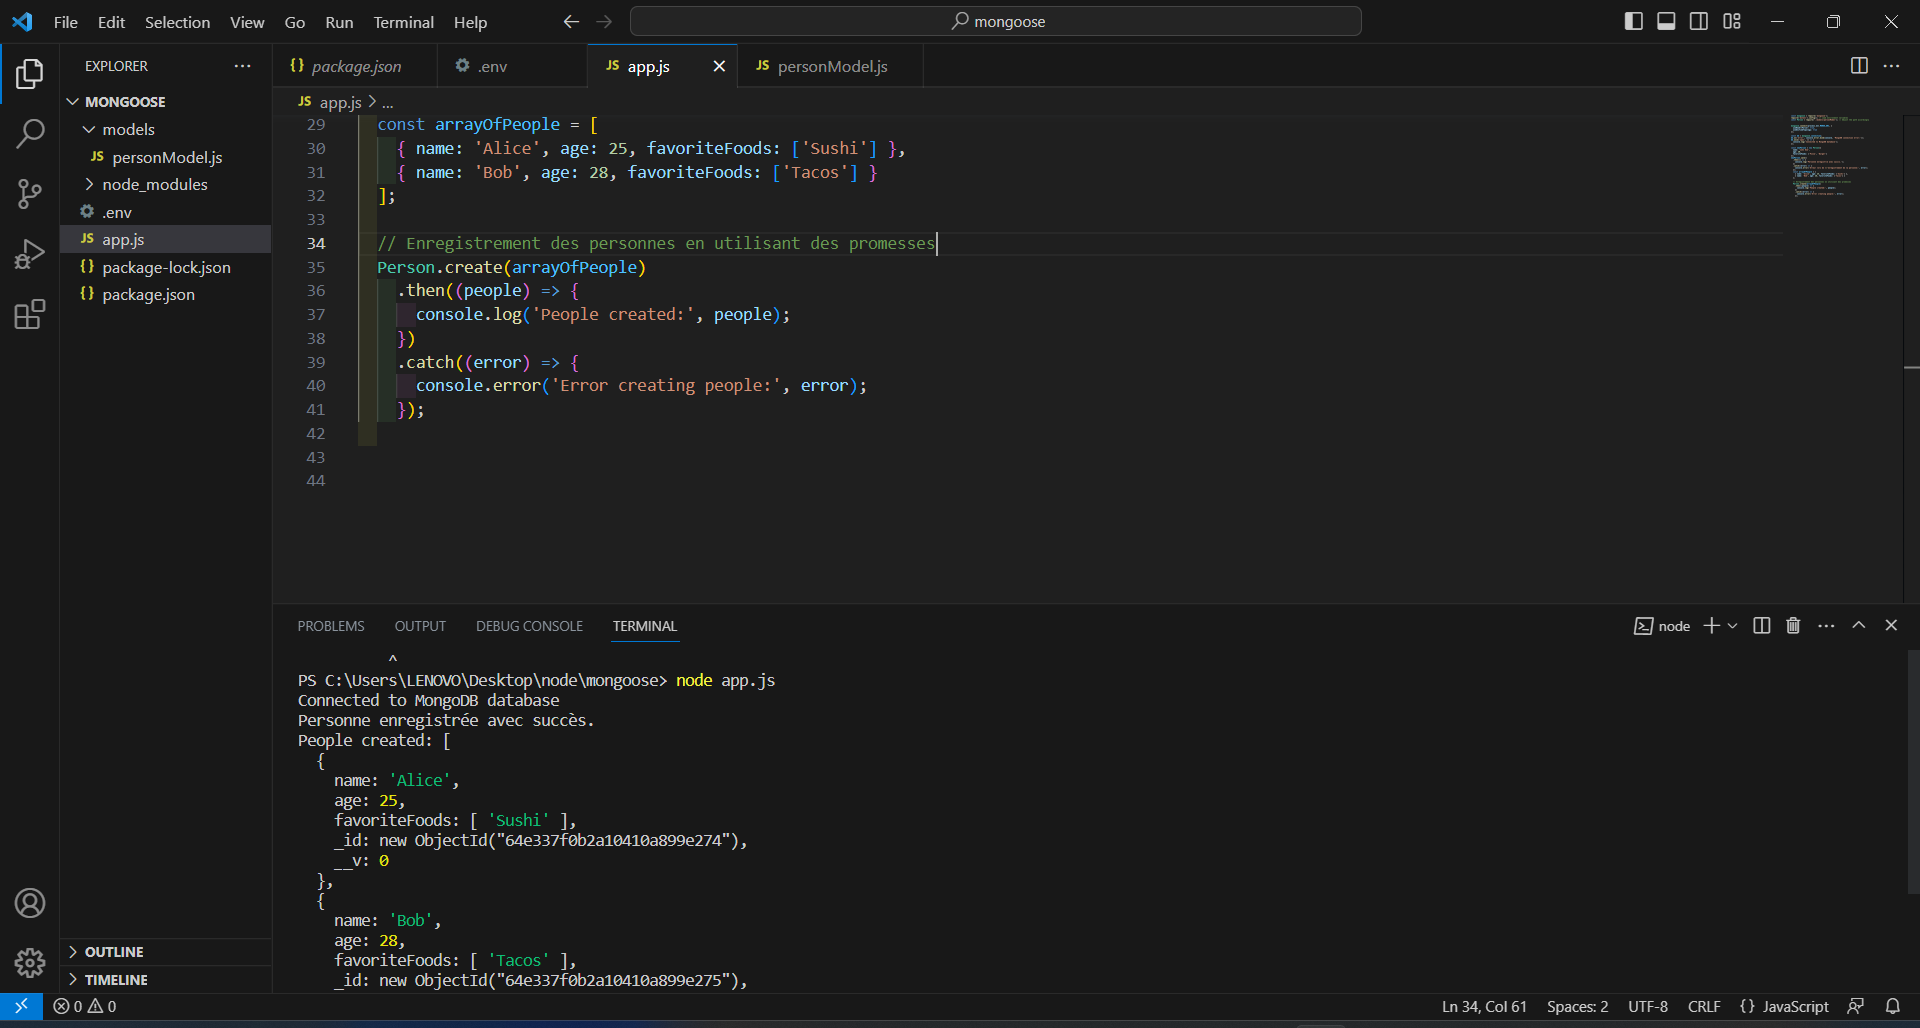 File Edit Selection View Go Run Terminal Help
mongoose
EXPLORER
MONGOOSE
models
JS personModel.js
node_modules
.env
JS app.js
{} package-lock.json
{} package.json
OUTLINE
TIMELINE
{} package.json
.env
JS app.js
JS personModel.js
JS app.js > ...
29 const arrayOfPeople = [
30 { name: 'Alice', age: 25, favoriteFoods: ['Sushi'] },
31 { name: 'Bob', age: 28, favoriteFoods: ['Tacos'] }
32 ];
33
34 // Enregistrement des personnes en utilisant des promesses
35 Person.create(arrayOfPeople)
36 .then((people) => {
37 console.log('People created:', people);
38 })
39 .catch((error) => {
40 console.error('Error creating people:', error);
41 });
42
43
44
PROBLEMS OUTPUT DEBUG CONSOLE TERMINAL
node
^
PS C:\Users\LENOVO\Desktop\node\mongoose> node app.js
Connected to MongoDB database
Personne enregistrée avec succès.
People created: [
{
name: 'Alice',
age: 25,
favoriteFoods: [ 'Sushi' ],
_id: new ObjectId("64e337f0b2a10410a899e274"),
__v: 0
},
{
name: 'Bob',
age: 28,
favoriteFoods: [ 'Tacos' ],
_id: new ObjectId("64e337f0b2a10410a899e275"),
0 0
Ln 34, Col 61 Spaces: 2 UTF-8 CRLF {} JavaScript